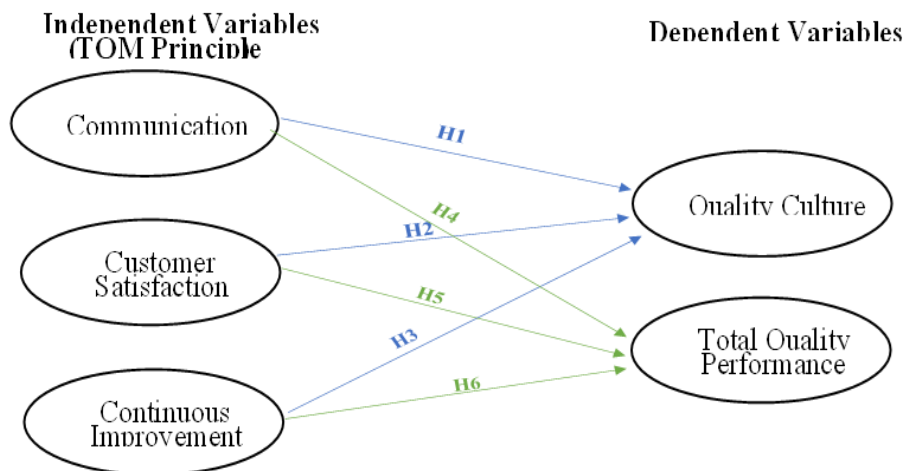 Independent Variables
(TQM Principle
Dependent Variables
Communication
H1
Quality Culture
H4
H2
Customer
Satisfaction
H5
H3
Total Quality
Performance
H6
Continuous
Improvement